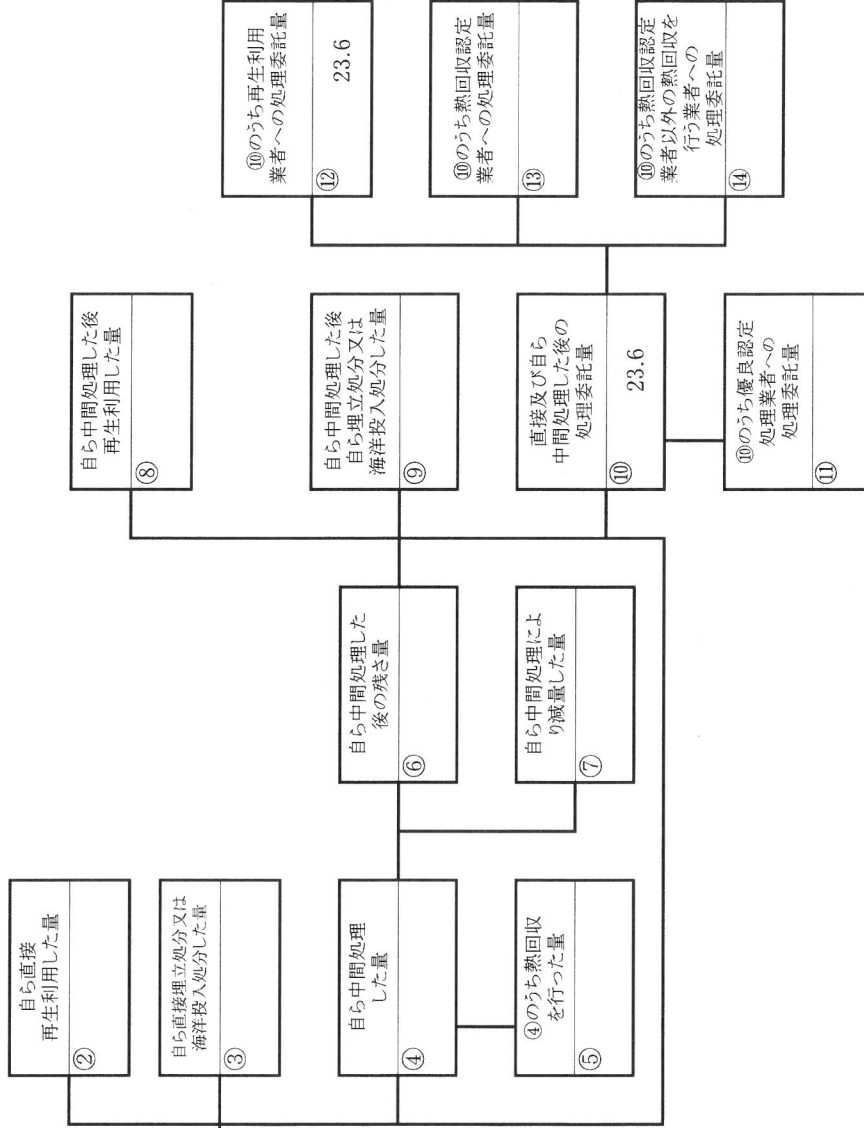 自ら直接
再生利用した量
②
自ら直接埋立処分又は
海洋投入処分した量
③
自ら中間処理
した量
④
④のうち熱回収
を行った量
⑤
自ら中間処理した
後の残さ量
⑥
自ら中間処理によ
り減量した量
⑦
自ら中間処理した後
再生利用した量
⑧
自ら中間処理した後
自ら埋立処分又は
海洋投入処分した量
⑨
直接及び自ら
中間処理した後の
処理委託量
⑩
23.6
⑩のうち優良認定
処理業者への
処理委託量
⑪
⑩のうち再生利用
業者への処理委託量
⑫
23.6
⑩のうち熱回収認定
業者への処理委託量
⑬
⑩のうち熱回収認定
業者以外の熱回収を
行う業者への
処理委託量
⑭